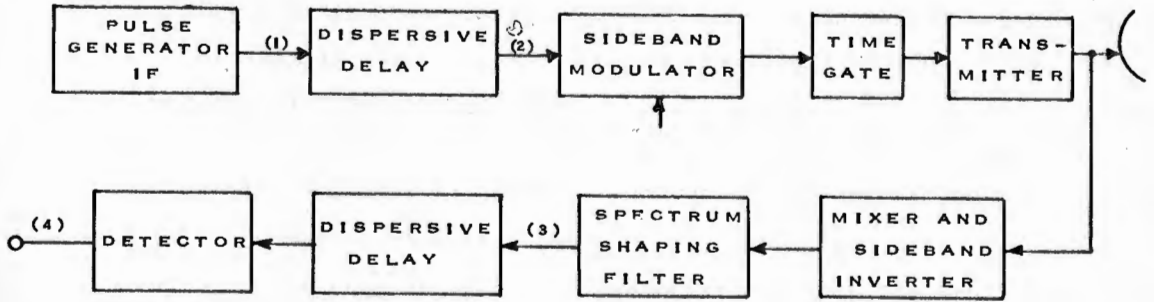 PULSE
GENERATOR
IF
(1)
DISPERSIVE
DELAY
(2)
SIDEBAND
MODULATOR
TIME
GATE
TRANS-
MITTER
(4)
DETECTOR
DISPERSIVE
DELAY
(3)
SPECTRUM
SHAPING
FILTER
MIXER AND
SIDEBAND
INVERTER